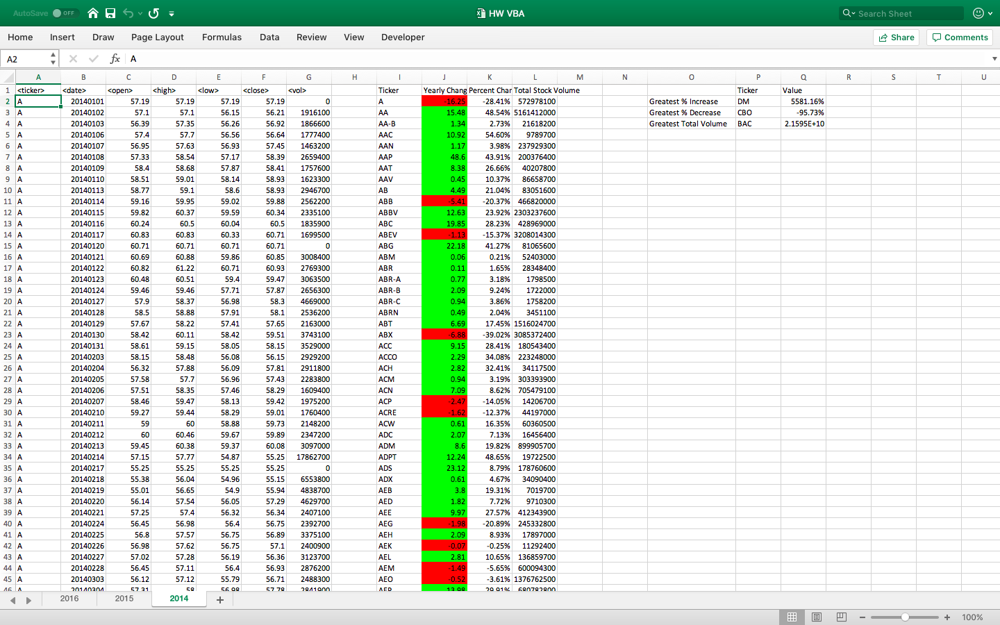 AutoSave OFF HW VBA Search Sheet
Home Insert Draw Page Layout Formulas Data Review View Developer Share Comments
A2 fx A
A B C D E F G H I J K L M N O P Q R S T U
1 <ticker> <date> <open> <high> <low> <close> <vol> Ticker Yearly Chang Percent Char Total Stock Volume Ticker Value
2 A 20140101 57.19 57.19 57.19 57.19 0 A -16.25 -28.41% 572978100 Greatest % Increase DM 5581.16%
3 A 20140102 57.1 57.1 56.15 56.21 1916100 AA 15.48 48.54% 5161412000 Greatest % Decrease CBO -95.73%
4 A 20140103 56.39 57.35 56.26 56.92 1866600 AA-B 1.34 2.73% 21618200 Greatest Total Volume BAC 2.1595E+10
5 A 20140106 57.4 57.7 56.56 56.64 1777400 AAC 10.92 54.60% 9789700
6 A 20140107 56.95 57.63 56.93 57.45 1463200 AAN 1.17 3.98% 237929300
7 A 20140108 57.33 58.54 57.17 58.39 2659400 AAP 48.6 43.91% 200376400
8 A 20140109 58.4 58.68 57.87 58.41 1757600 AAT 8.38 26.66% 40207800
9 A 20140110 58.51 59.01 58.14 58.93 1623300 AAV 0.45 10.37% 86658700
10 A 20140113 58.77 59.1 58.6 58.93 2946700 AB 4.49 21.04% 83051600
11 A 20140114 59.16 59.95 59.02 59.88 2562200 ABB -5.41 -20.37% 466820000
12 A 20140115 59.82 60.37 59.59 60.34 2335100 ABBV 12.63 23.92% 2303237600
13 A 20140116 60.24 60.5 60.04 60.5 1835900 ABC 19.85 28.23% 428969000
14 A 20140117 60.83 60.83 60.33 60.71 1699500 ABEV -1.13 -15.37% 3208014300
15 A 20140120 60.71 60.71 60.71 60.71 0 ABG 22.18 41.27% 81065600
16 A 20140121 60.69 60.88 59.86 60.85 3008400 ABM 0.06 0.21% 52403000
17 A 20140122 60.82 61.22 60.71 60.93 2769300 ABR 0.11 1.65% 28348400
18 A 20140123 60.48 60.51 59.4 59.47 3063500 ABR-A 0.77 3.18% 1798500
19 A 20140124 59.46 59.46 57.71 57.87 2656300 ABR-B 2.09 9.24% 1722000
20 A 20140127 57.9 58.37 56.98 58.3 4669000 ABR-C 0.94 3.86% 1758200
21 A 20140128 58.5 58.88 57.91 58.1 2536200 ABRN 0.49 2.04% 3451100
22 A 20140129 57.67 58.22 57.41 57.65 2163000 ABT 6.69 17.45% 1516024700
23 A 20140130 58.42 60.11 58.42 59.51 3743100 ABX -6.88 -39.02% 3085372400
24 A 20140131 58.61 59.15 58.05 58.15 3529000 ACC 9.15 28.41% 180543400
25 A 20140203 58.15 58.48 56.08 56.15 2929200 ACCO 2.29 34.08% 223248000
26 A 20140204 56.32 57.88 56.09 57.81 2911800 ACH 2.82 32.41% 34117500
27 A 20140205 57.58 57.7 56.96 57.43 2283800 ACM 0.94 3.19% 303393900
28 A 20140206 57.51 58.35 57.46 58.29 1609400 ACN 7.09 8.62% 705479100
29 A 20140207 58.46 59.47 58.13 59.42 1975200 ACP -2.47 -14.05% 14206700
30 A 20140210 59.27 59.44 58.29 59.01 1760400 ACRE -1.62 -12.37% 44197000
31 A 20140211 59 60 58.88 59.73 2148200 ACW 0.61 16.35% 60360500
32 A 20140212 60 60.46 59.67 59.89 2347200 ADC 2.07 7.13% 16456400
33 A 20140213 59.45 60.38 59.37 60.08 3097000 ADM 8.6 19.82% 899905700
34 A 20140214 57.15 57.77 54.87 55.25 17862700 ADPT 12.24 48.65% 19722500
35 A 20140217 55.25 55.25 55.25 55.25 0 ADS 23.12 8.79% 178760600
36 A 20140218 55.38 56.04 54.96 55.15 6553800 ADX 0.61 4.67% 34090400
37 A 20140219 55.01 56.65 54.9 55.94 4838700 AEB 3.8 19.31% 7019700
38 A 20140220 56.14 57.54 56.05 57.29 4629700 AED 1.82 7.72% 9710300
39 A 20140221 57.25 57.4 56.32 56.34 2407100 AEE 9.97 27.57% 412343900
40 A 20140224 56.45 56.98 56.4 56.75 2392700 AEG -1.98 -20.89% 245332800
41 A 20140225 56.8 57.57 56.75 56.89 3375100 AEH 2.09 8.93% 17897000
42 A 20140226 56.98 57.62 56.75 57.1 2400900 AEK -0.07 -0.25% 11292400
43 A 20140227 57.02 57.28 56.19 56.36 3123700 AEL 2.81 10.65% 136859700
44 A 20140228 56.45 57.11 56.4 56.93 2876200 AEM -1.49 -5.65% 600094300
45 A 20140303 56.12 57.12 55.79 56.71 2488300 AEO -0.52 -3.61% 1376762500
46 A 20140304 57.31 58 56.98 57.78 2841900 AEP 13.98 29.91% 680782800
2016 2015 2014 +
100%